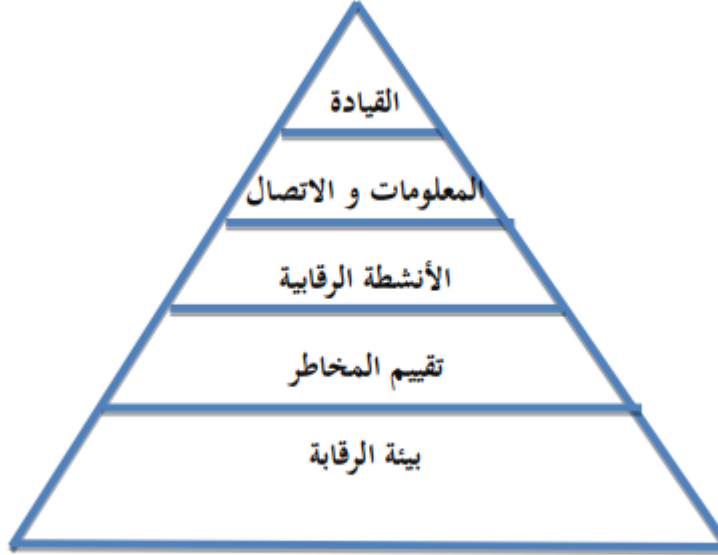 القيادة
المعلومات و الاتصال
الأنشطة الرقابية
تقييم المخاطر
بيئة الرقابة